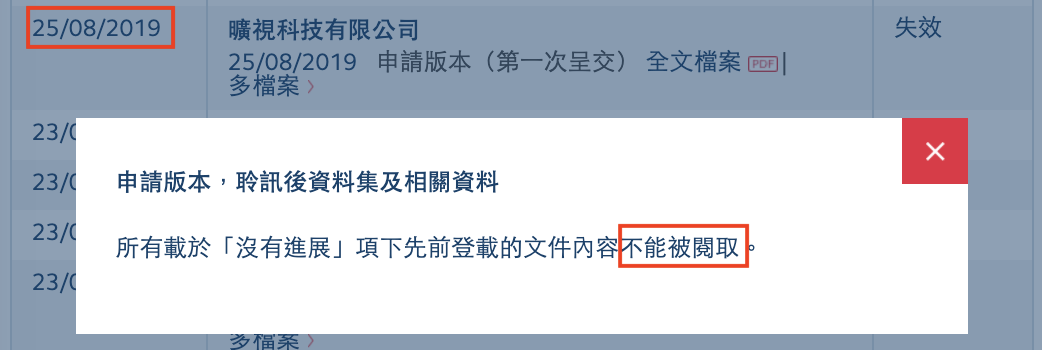 25/08/2019 曠視科技有限公司 失效
25/08/2019 申請版本（第一次呈交） 全文檔案 PDF |
多檔案 >
23/0
申請版本，聆訊後資料集及相關資料
23/0
23/0
所有載於「沒有進展」項下先前登載的文件內容不能被閱取。
23/0
多檔案 >